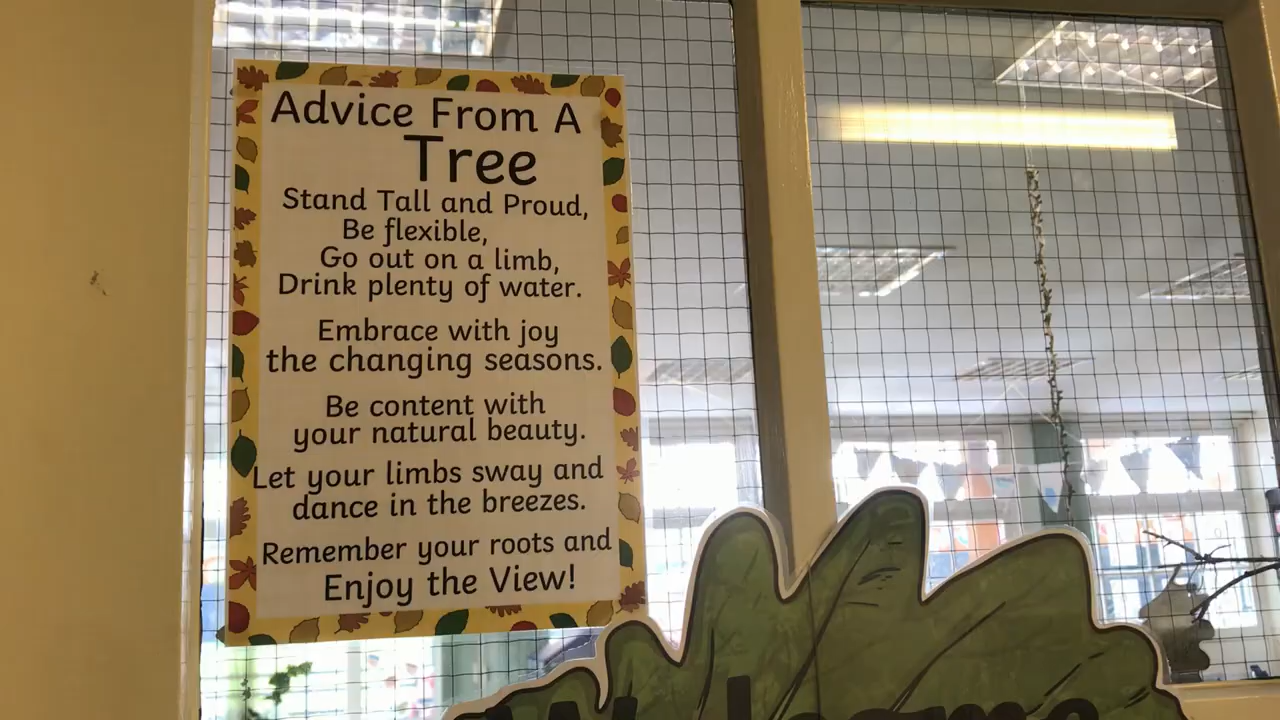 Advice From A
Tree
Stand Tall and Proud,
Be flexible,
Go out on a limb,
Drink plenty of water.
Embrace with joy
the changing seasons.
Be content with
your natural beauty.
Let your limbs sway and
dance in the breezes.
Remember your roots and
Enjoy the View!